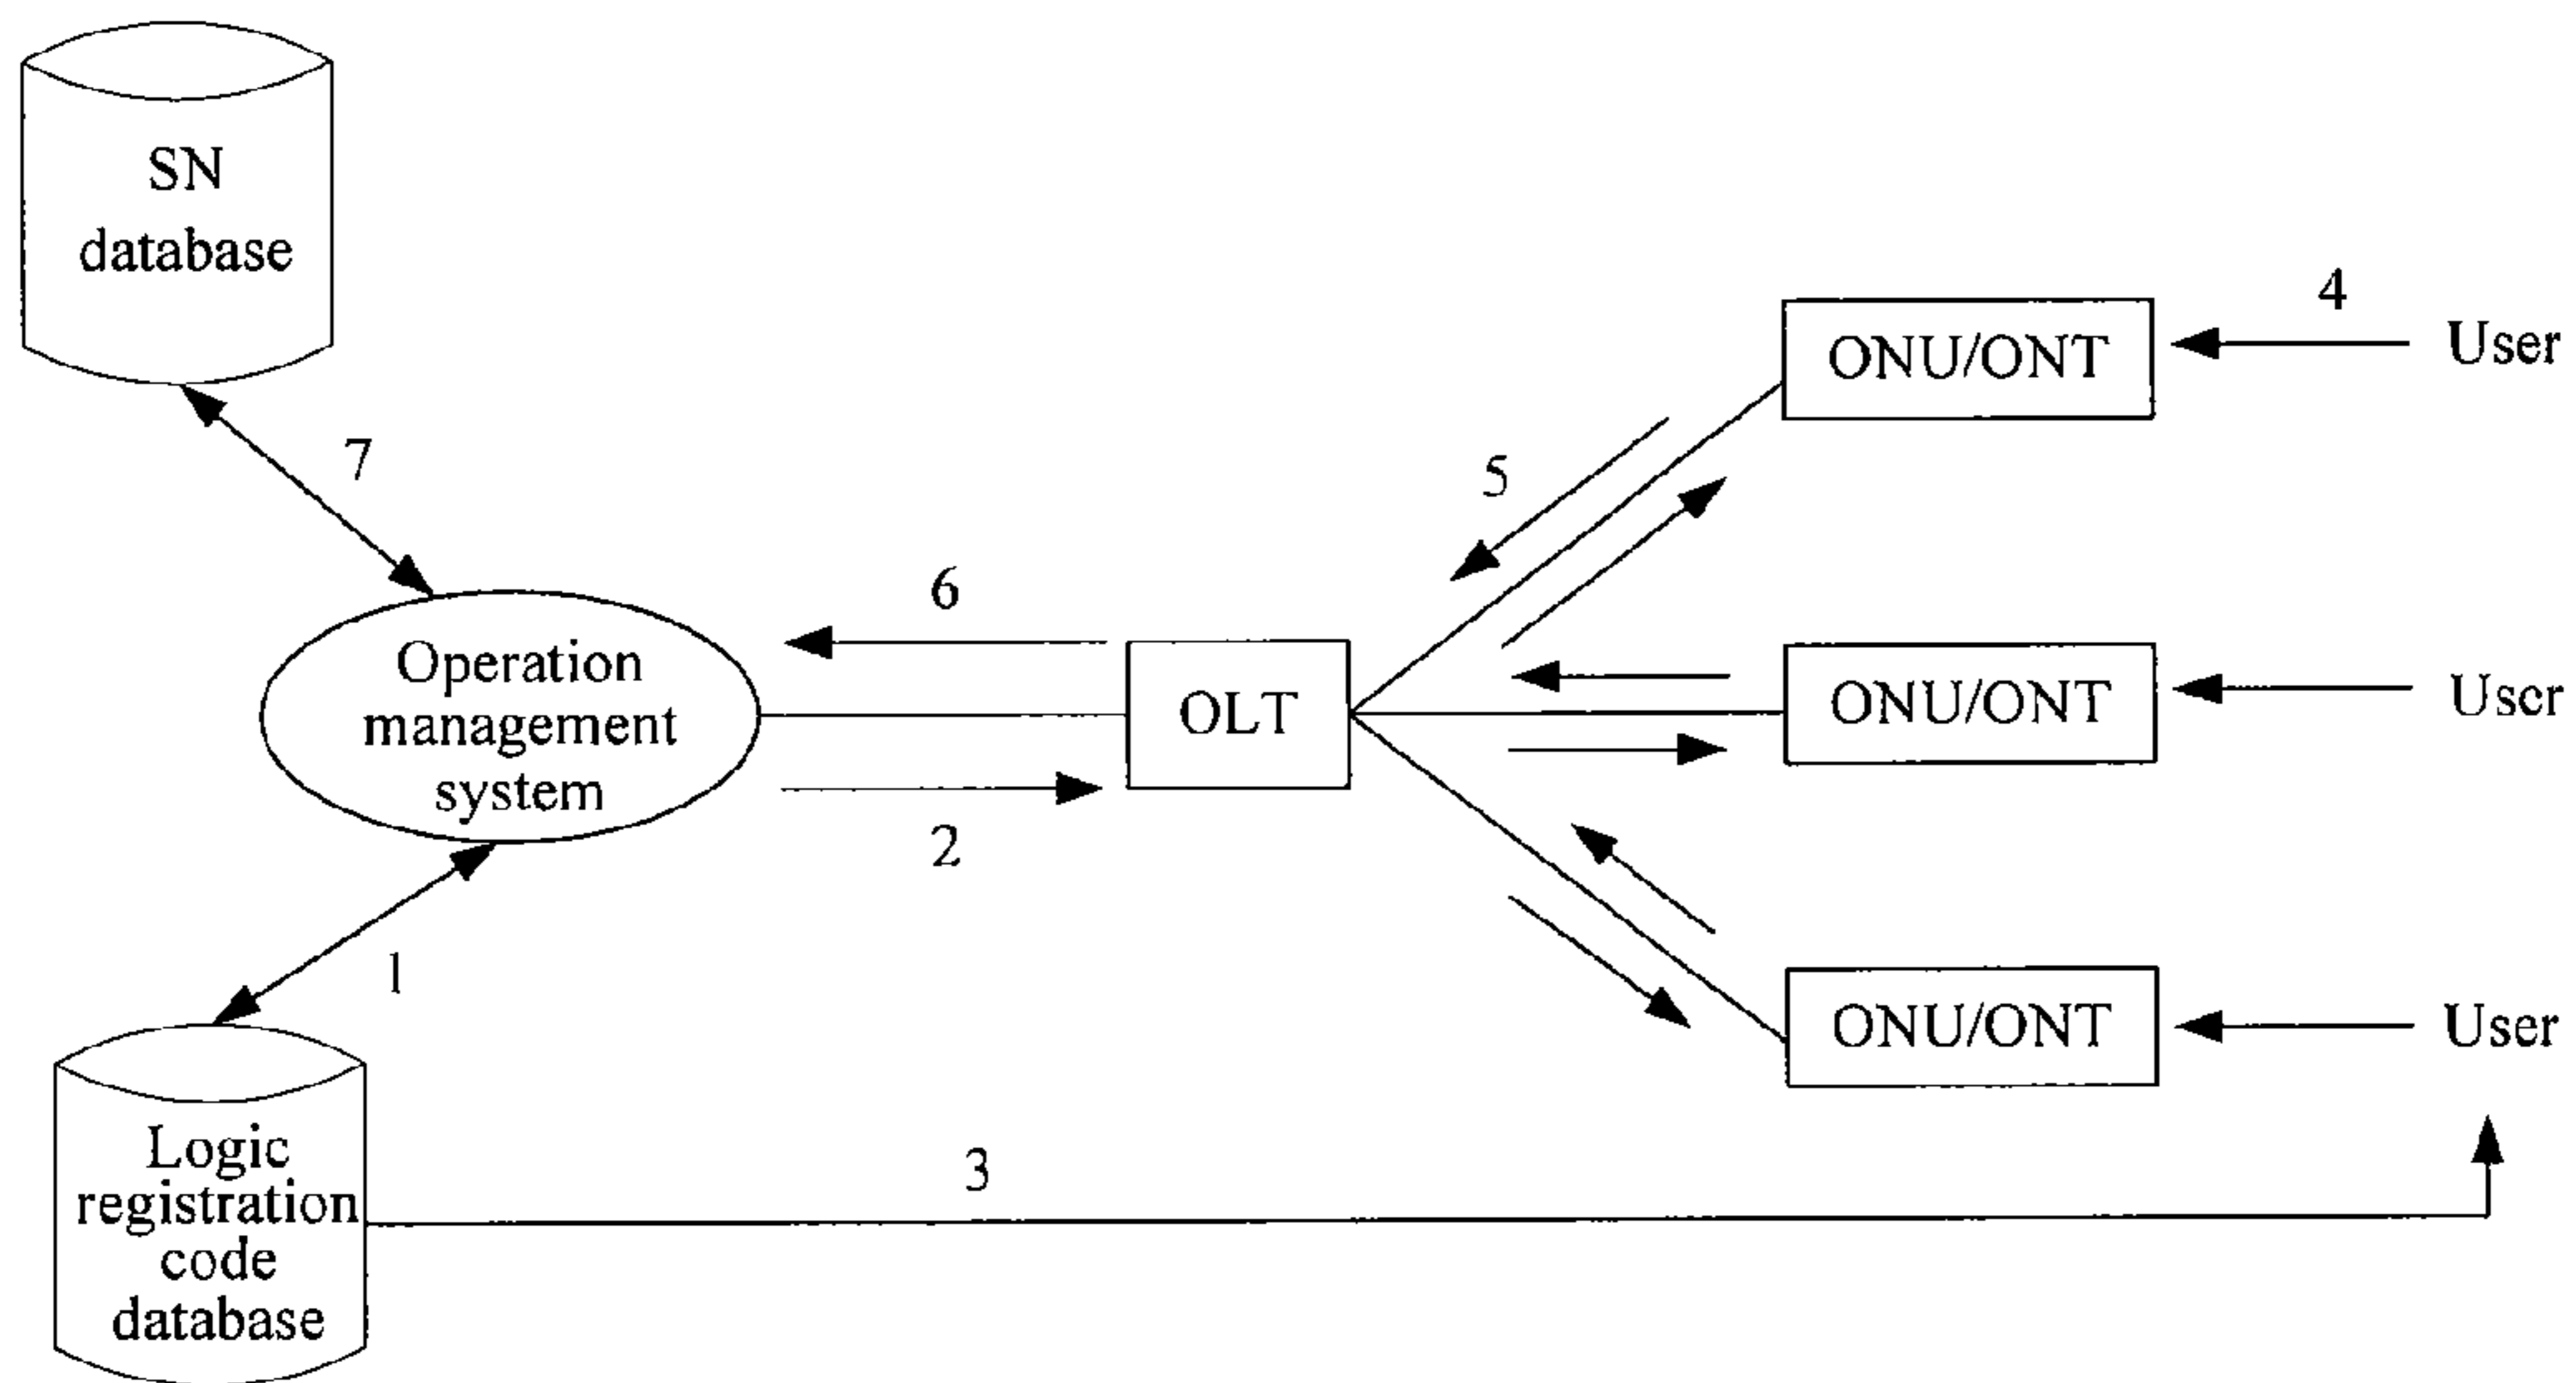 SN
database
7
Operation
management
system
6
2
1
Logic
registration
code
database
3
OLT
5
ONU/ONT
4
User
ONU/ONT
User
ONU/ONT
User